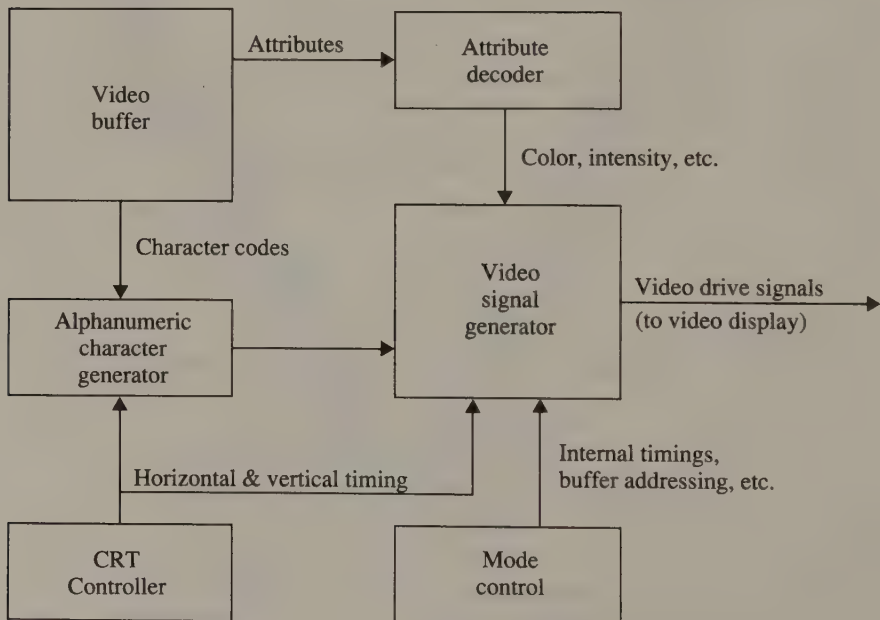 Attributes
Attribute
decoder
Video
buffer
Color, intensity, etc.
Character codes
Video
signal
generator
Video drive signals
(to video display)
Alphanumeric
character
generator
Internal timings,
buffer addressing, etc.
Horizontal & vertical timing
CRT
Controller
Mode
control